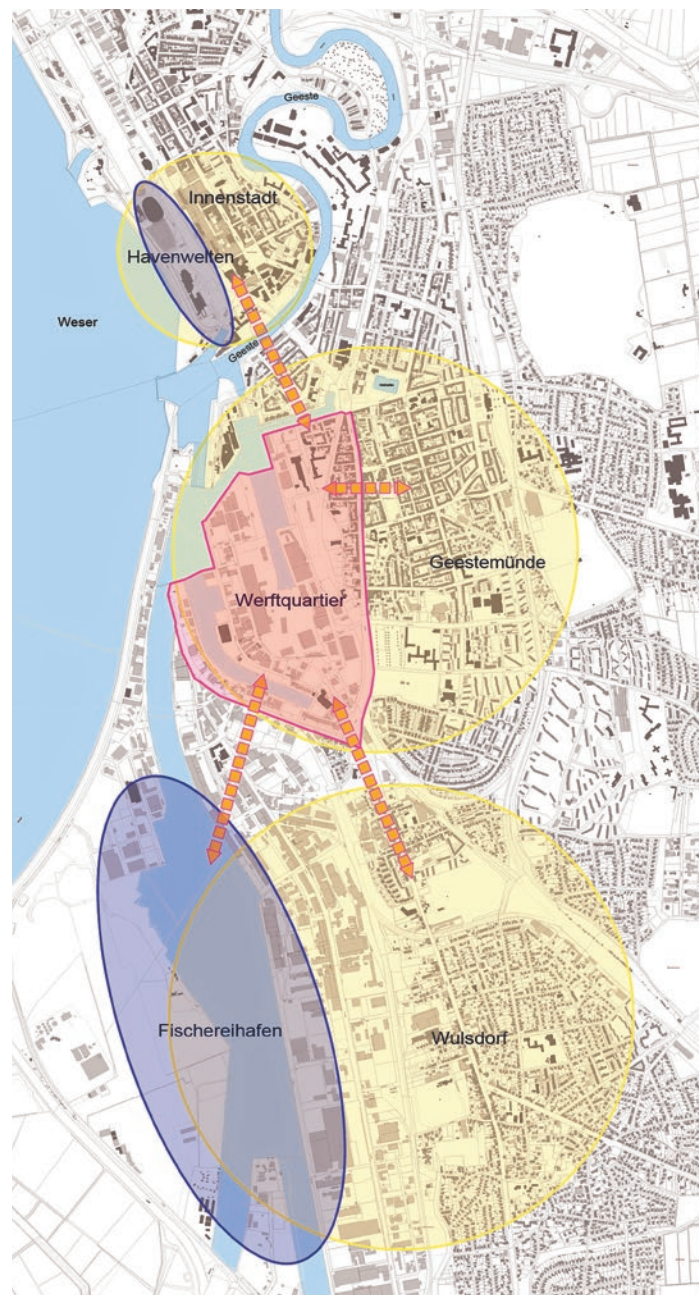 Geeste
Innenstadt
Havenwelten
Weser
Geeste
Geestemünde
Werftquartier
Fischereihafen
Wulsdorf